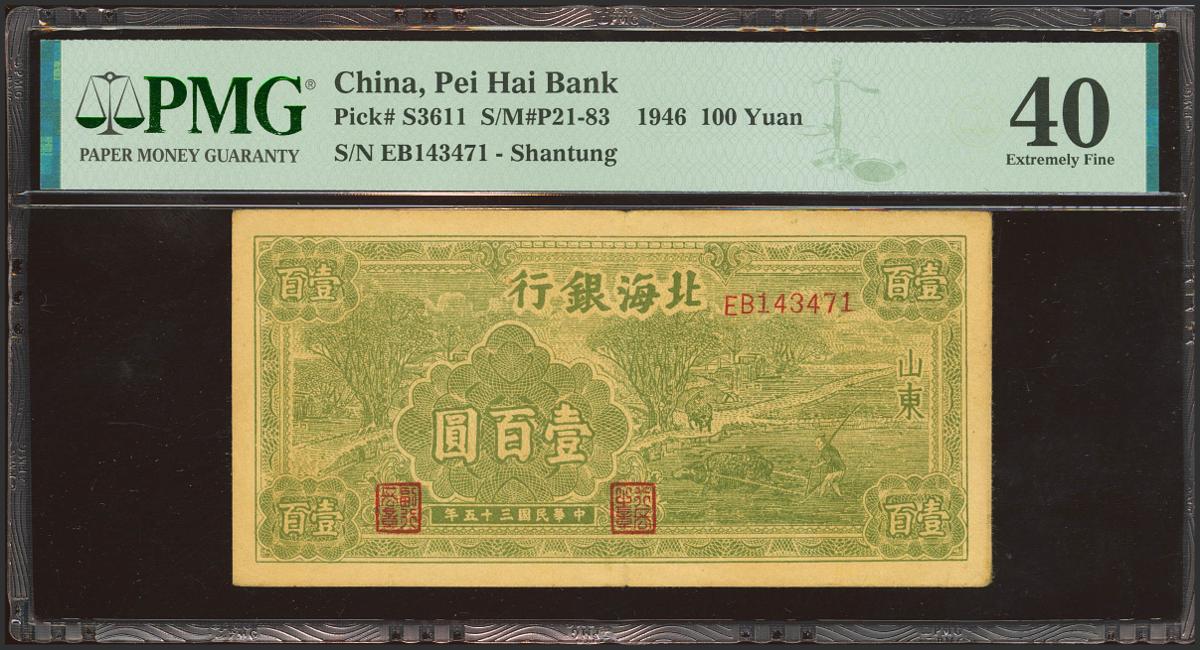 PMG®
PAPER MONEY GUARANTY
China, Pei Hai Bank
Pick# S3611 S/M#P21-83 1946 100 Yuan
S/N EB143471 - Shantung
40
Extremely Fine
行銀海北
EB143471
百壹
百壹
山東
圓百壹
百壹
百壹
年五十三國民華中